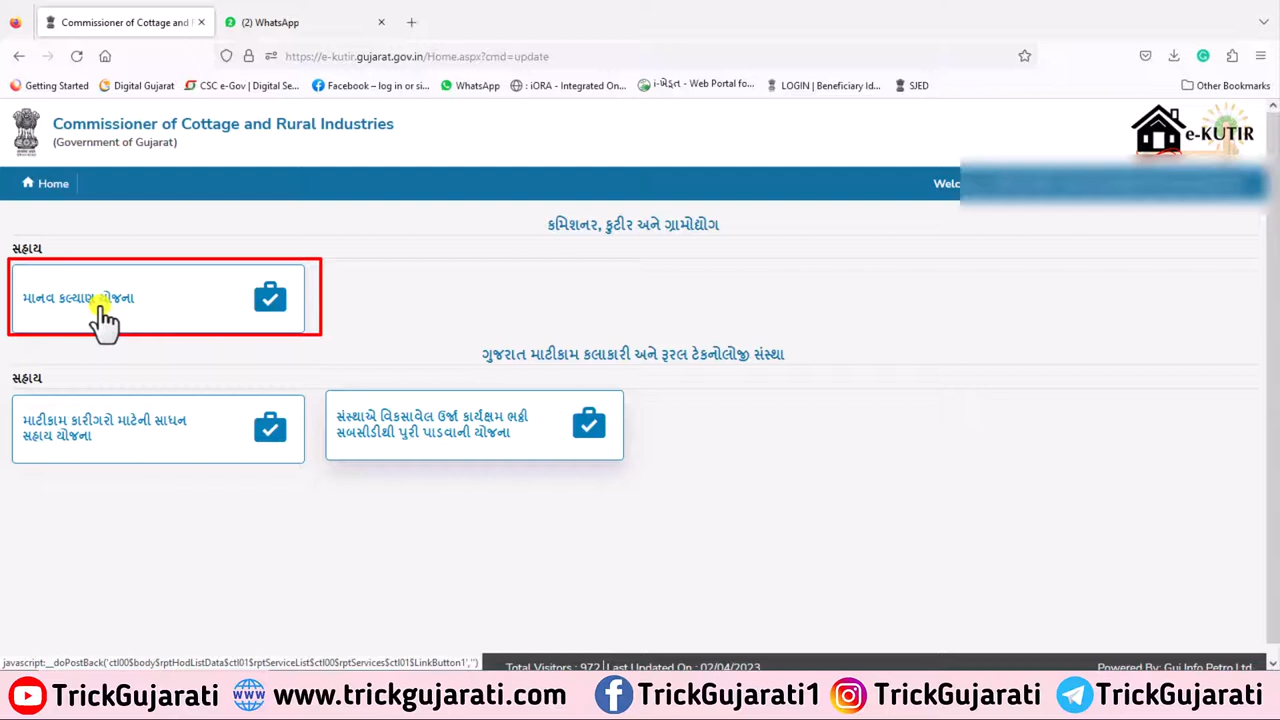 Commissioner of Cottage and
(2) WhatsApp
https://e-kutir.gujarat.gov.in/Home.aspx?cmd=update
Getting Started
Digital Gujarat
CSC e-Gov | Digital Se...
Facebook – log in or si...
WhatsApp
: iORA - Integrated On...
i-ખેડૂત - Web Portal fo...
LOGIN | Beneficiary Id...
SJED
Other Bookmarks
Commissioner of Cottage and Rural Industries
(Government of Gujarat)
e-KUTIR
Home
Welc
કમિશનર, કુટીર અને ગ્રામોદ્યોગ
સહાય
માનવ કલ્યાણ યોજના
ગુજરાત માટીકામ કલાકારી અને રૂરલ ટેકનોલોજી સંસ્થા
સહાય
માટીકામ કારીગરો માટેની સાધન
સહાય યોજના
સંસ્થાએ વિકસાવેલ ઉર્જા કાર્યક્ષમ ભઠ્ઠી
સબસીડીથી પુરી પાડવાની યોજના
javascript:__doPostBack('ctl00$body$rptHodListData$ctl01$rptServiceList$ctl00$rptServices$ctl01$LinkButton1','')
Total Visitors : 972 | Last Updated On : 02/04/2023
Powered By: Guj Info Petro Ltd.
TrickGujarati
www.trickgujarati.com
TrickGujarati1
TrickGujarati
TrickGujarati